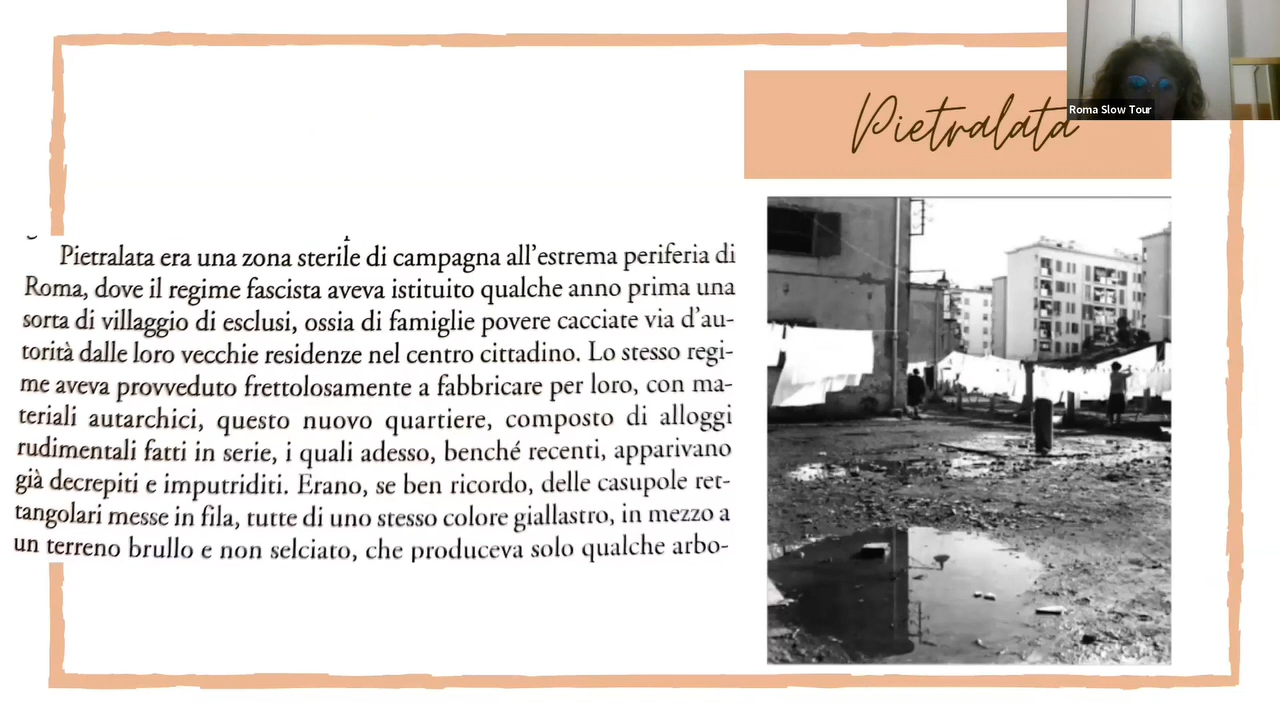 Pietralata
Roma Slow Tour
Pietralata era una zona sterile di campagna all'estrema periferia di
Roma, dove il regime fascista aveva istituito qualche anno prima una
sorta di villaggio di esclusi, ossia di famiglie povere cacciate via d'au-
torità dalle loro vecchie residenze nel centro cittadino. Lo stesso regi-
me aveva provveduto frettolosamente a fabbricare per loro, con ma-
teriali autarchici, questo nuovo quartiere, composto di alloggi
rudimentali fatti in serie, i quali adesso, benché recenti, apparivano
già decrepiti e imputriditi. Erano, se ben ricordo, delle casupole ret-
tangolari messe in fila, tutte di uno stesso colore giallastro, in mezzo a
un terreno brullo e non selciato, che produceva solo qualche arbo-